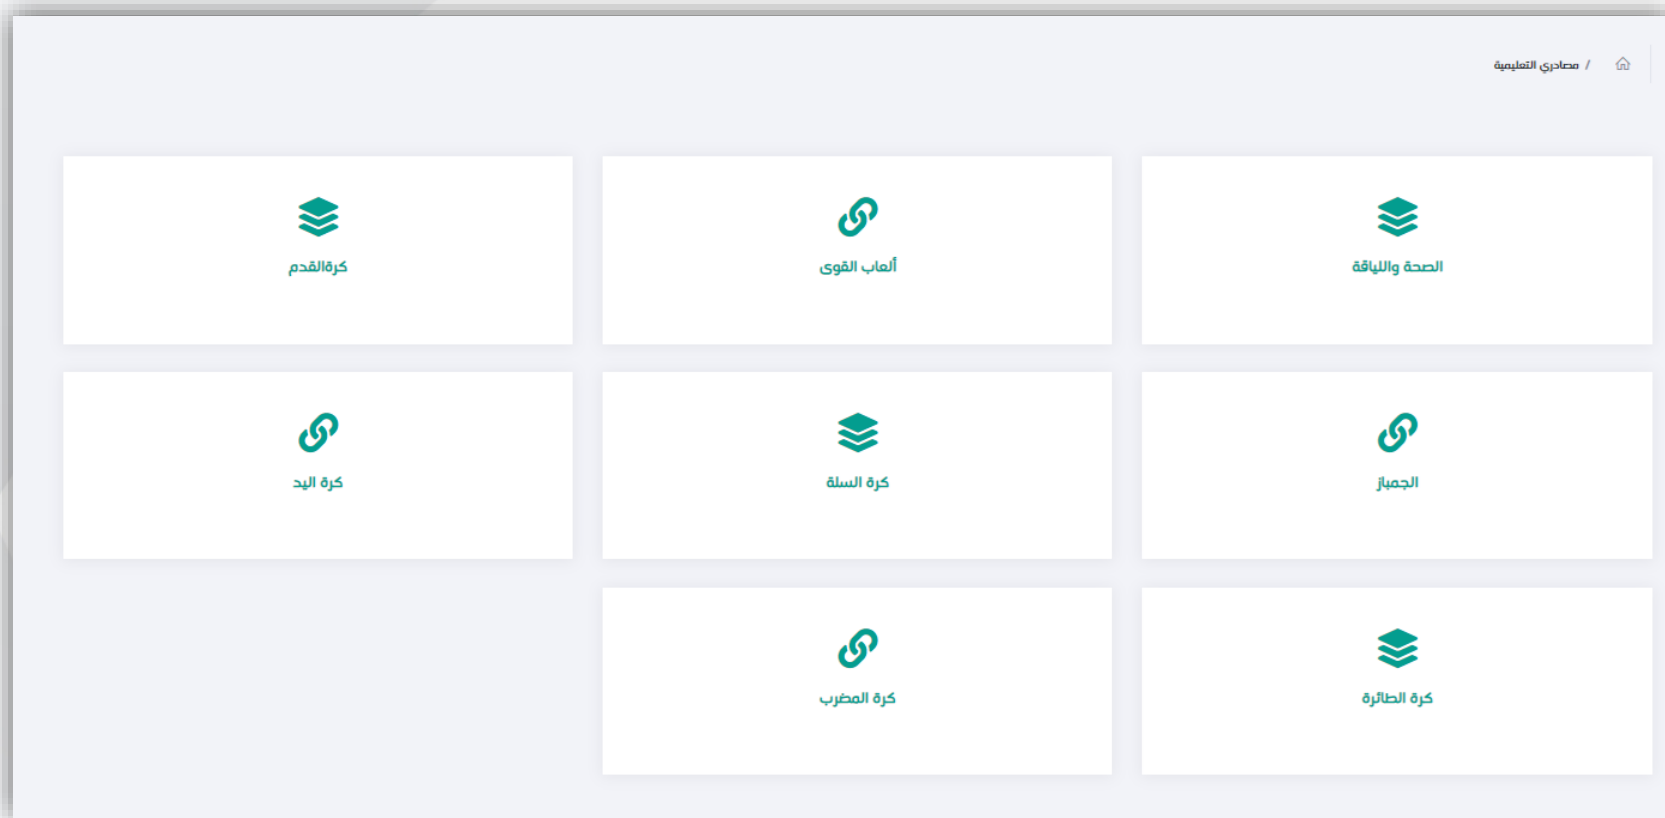 / مصادري التعليمية
الصحة واللياقة
ألعاب القوى
كرةالقدم
الجمباز
كرة السلة
كرة اليد
كرة الطائرة
كرة المضرب